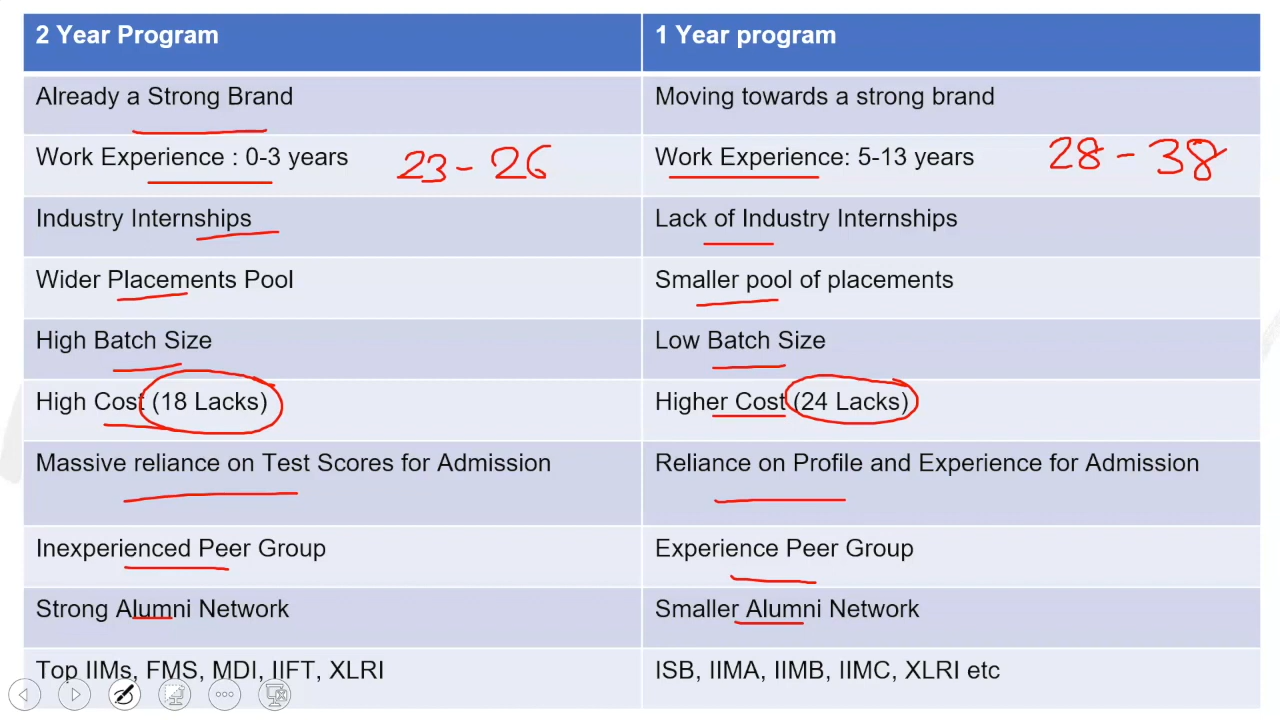 2 Year Program
1 Year program
Already a Strong Brand
Moving towards a strong brand
Work Experience : 0-3 years
23 - 26
Work Experience: 5-13 years
28 - 38
Industry Internships
Lack of Industry Internships
Wider Placements Pool
Smaller pool of placements
High Batch Size
Low Batch Size
High Cost (18 Lacks)
Higher Cost (24 Lacks)
Massive reliance on Test Scores for Admission
Reliance on Profile and Experience for Admission
Inexperienced Peer Group
Experience Peer Group
Strong Alumni Network
Smaller Alumni Network
Top IIMs, FMS, MDI, IIFT, XLRI
ISB, IIMA, IIMB, IIMC, XLRI etc